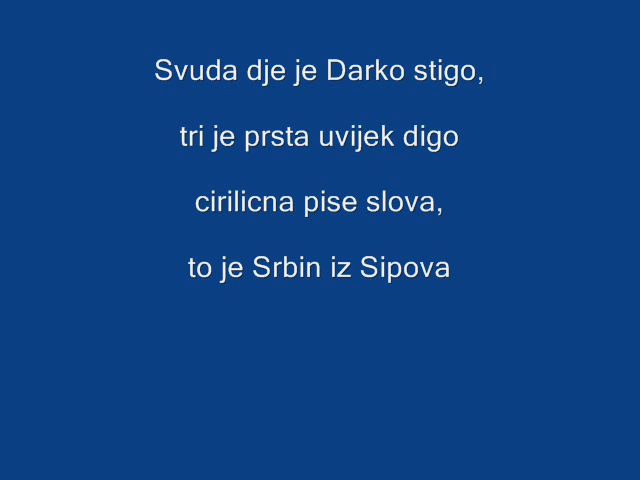 Svuda dje je Darko stigo,
tri je prsta uvijek digo
cirilicna pise slova,
to je Srbin iz Sipova